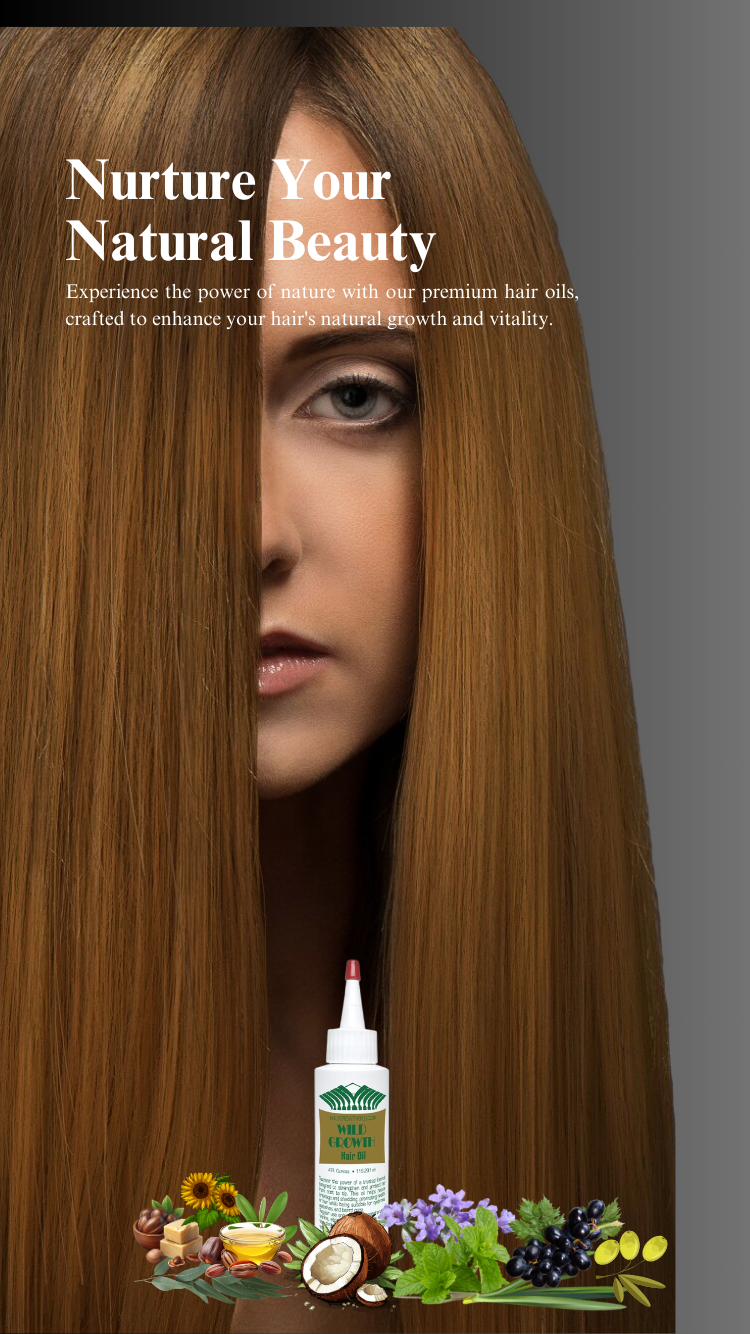 Nurture Your
Natural Beauty
Experience the power of nature with our premium hair oils,
crafted to enhance your hair's natural growth and vitality.
WILD
GROWTH
Hair Oil